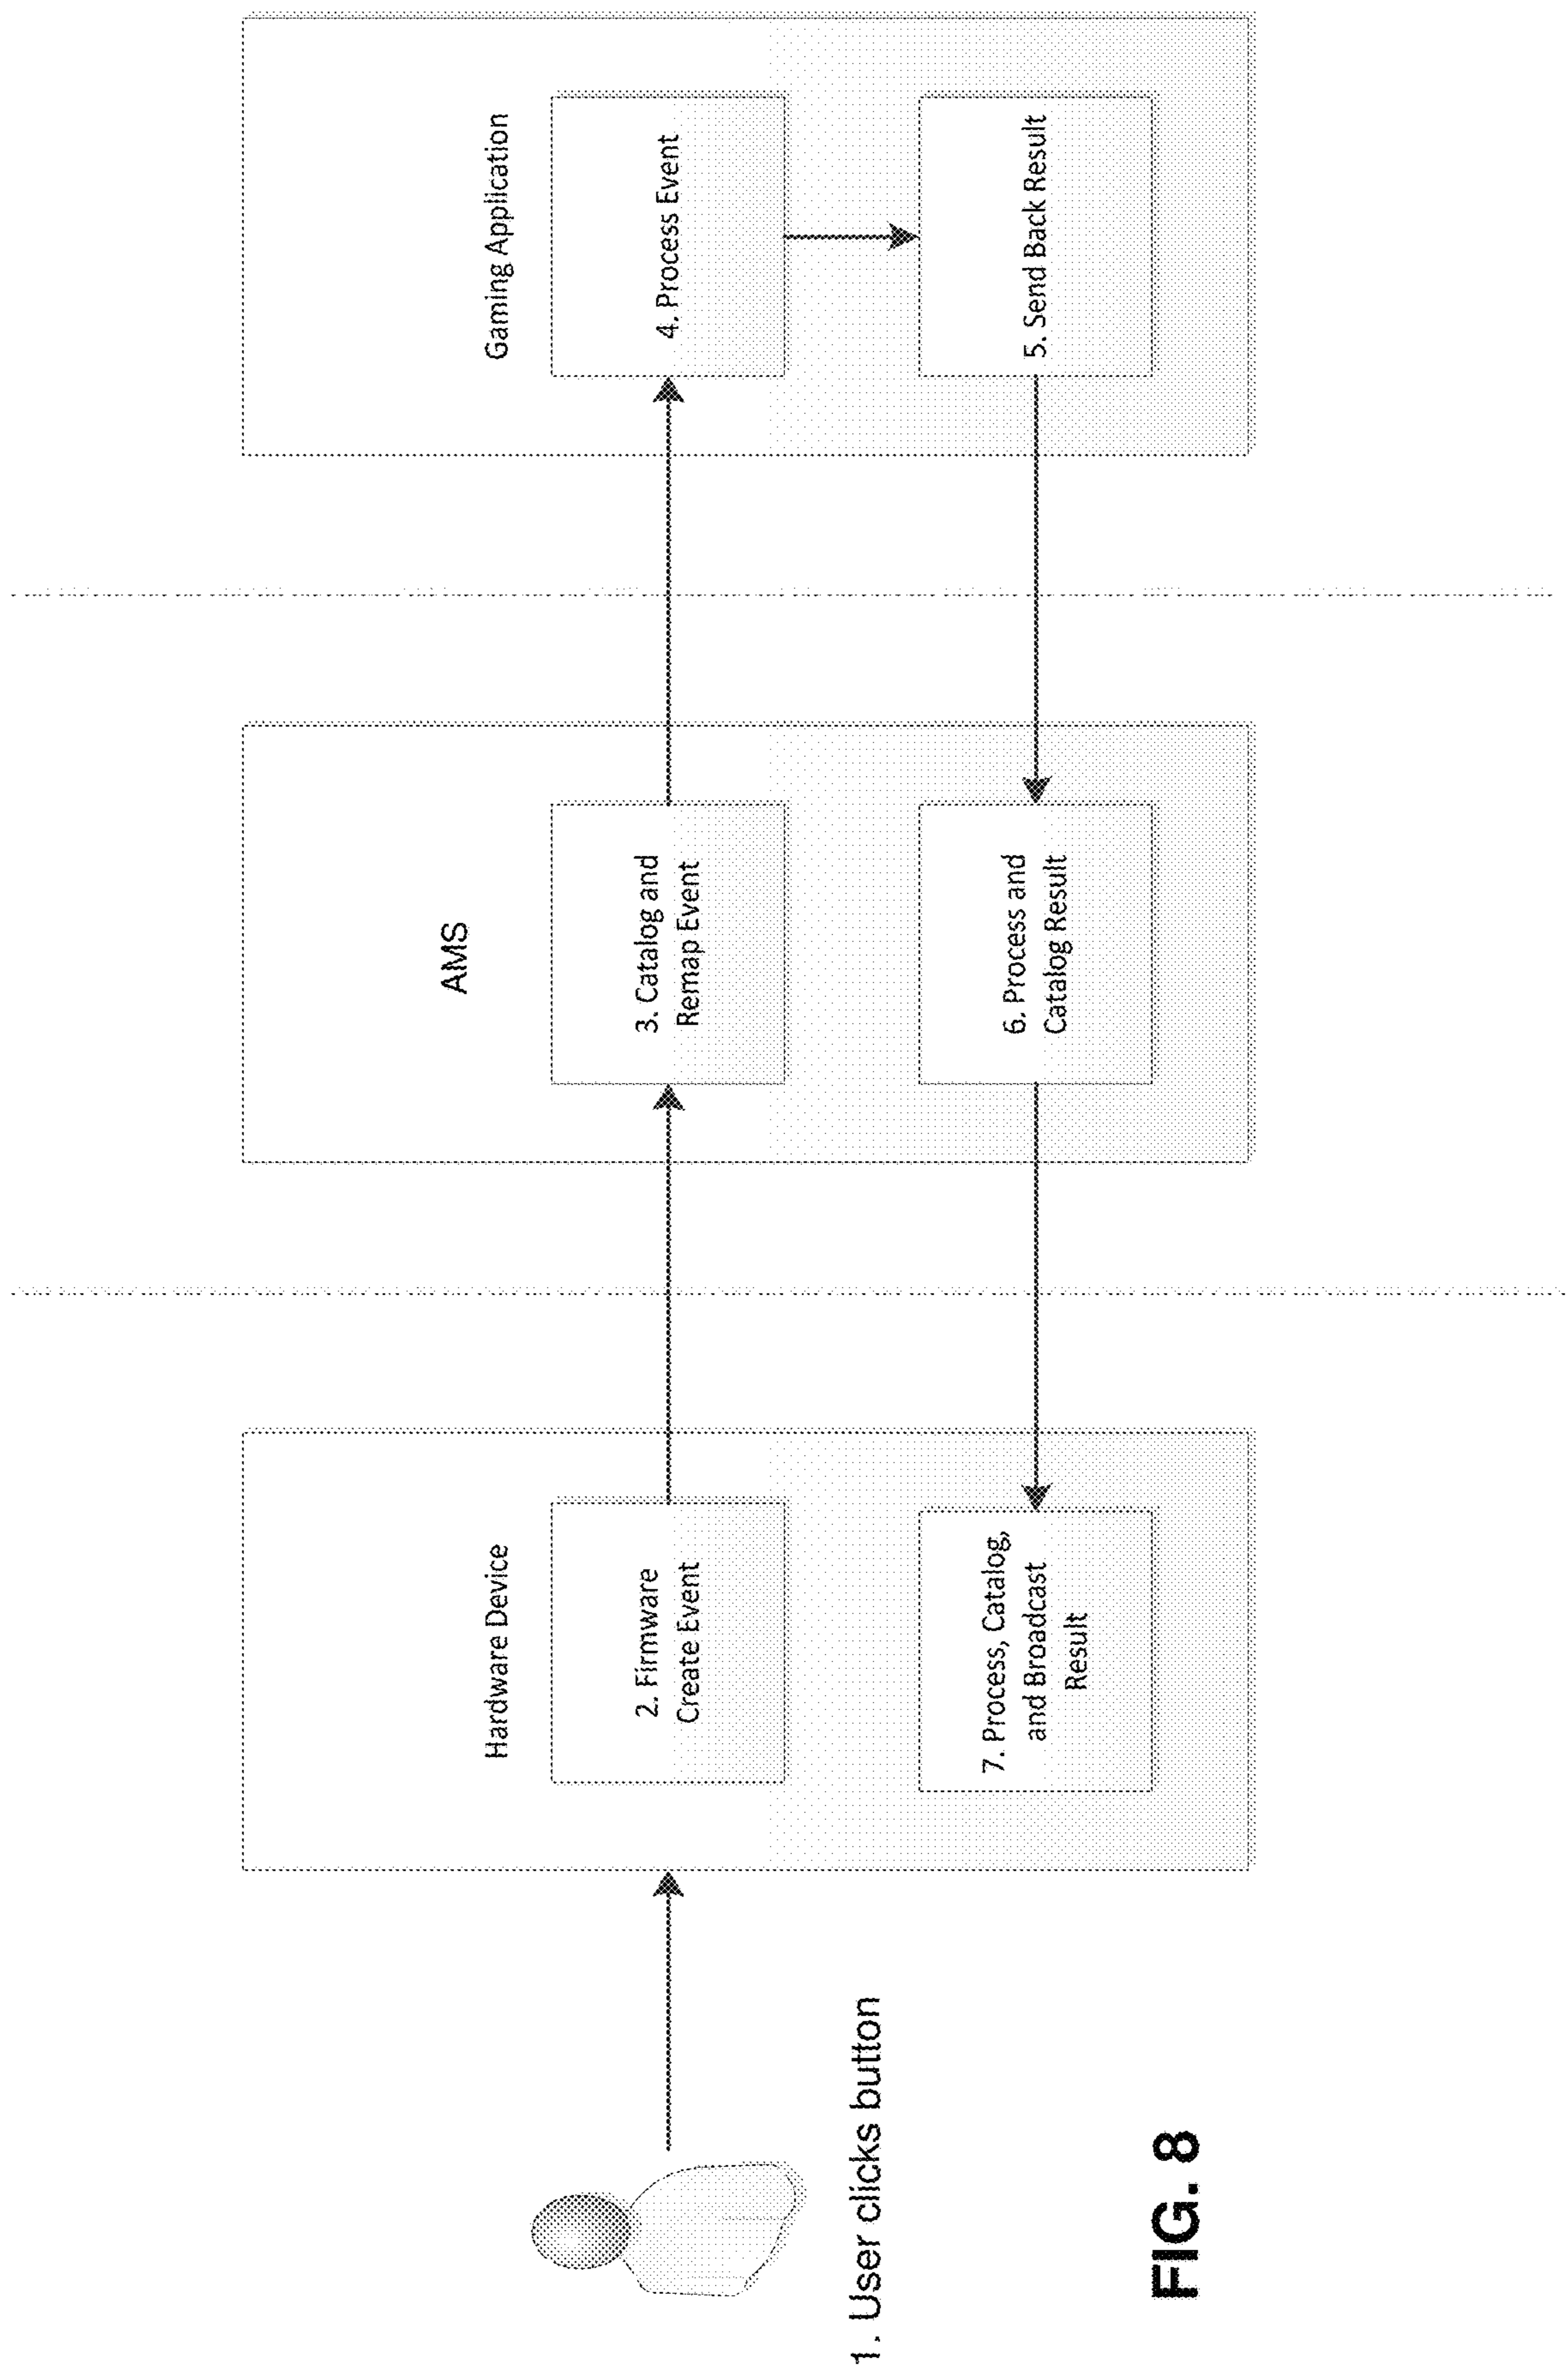 1. User clicks button
Hardware Device
2. Firmware
Create Event
7. Process, Catalog,
and Broadcast
Result
AMS
3. Catalog and
Remap Event
6. Process and
Catalog Result
Gaming Application
4. Process Event
5. Send Back Result
FIG. 8